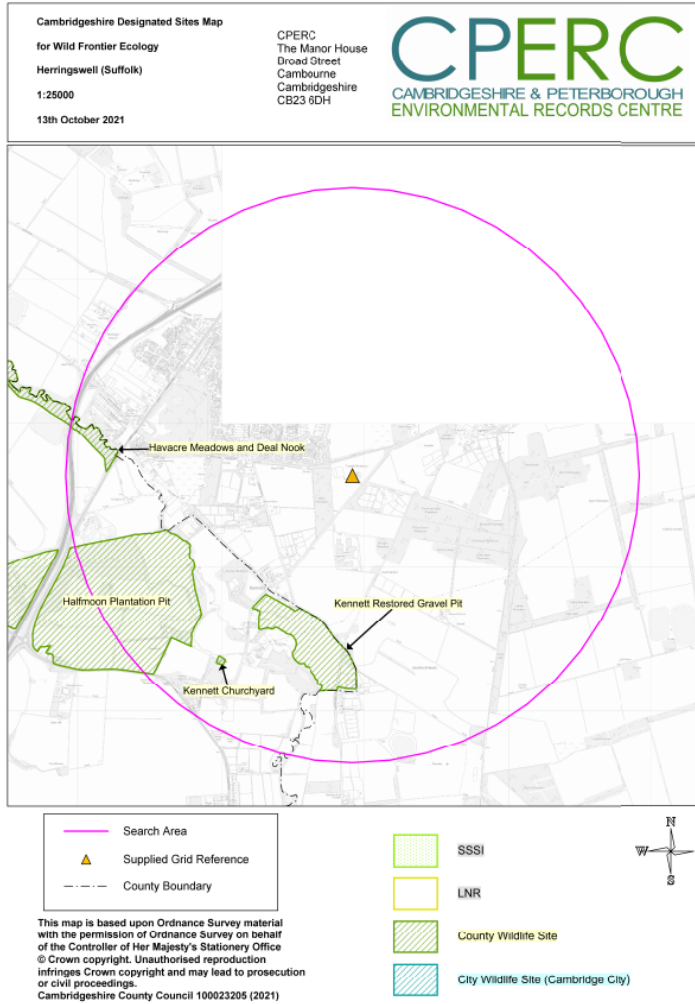 Cambridgeshire Designated Sites Map
for Wild Frontier Ecology
Herringswell (Suffolk)
1:25000
13th October 2021
CPERC
The Manor House
Broad Street
Cambourne
Cambridgeshire
CB23 6DH
CPERC
CAMBRIDGESHIRE & PETERBOROUGH
ENVIRONMENTAL RECORDS CENTRE
Havacre Meadows and Deal Nook
Halfmoon Plantation Pit
Kennett Restored Gravel Pit
Kennett Churchyard
Search Area
Supplied Grid Reference
County Boundary
This map is based upon Ordnance Survey material
with the permission of Ordnance Survey on behalf
of the Controller of Her Majesty's Stationery Office
© Crown copyright. Unauthorised reproduction
infringes Crown copyright and may lead to prosecution
or civil proceedings.
Cambridgeshire County Council 100023205 (2021)
SSSI
LNR
County Wildlife Site
City Wildlife Site (Cambridge City)
N
W
S